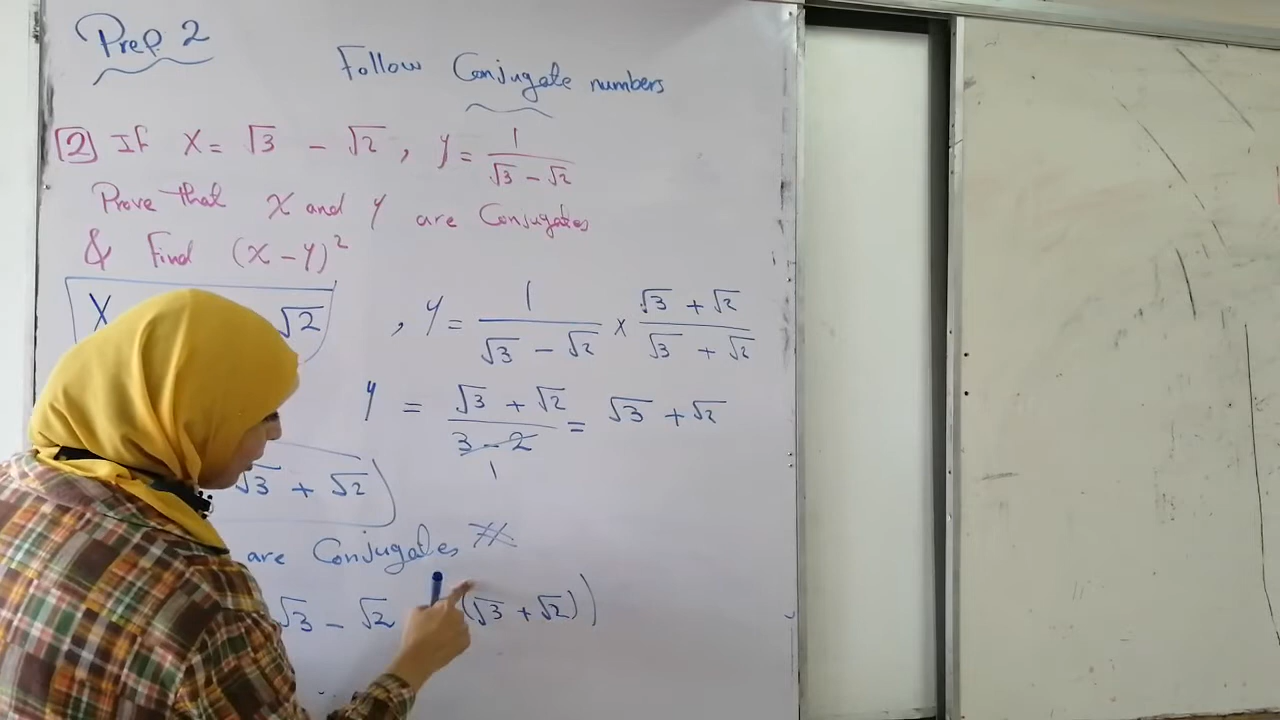 Prep 2
Follow Conjugate numbers
[2] If X = √3 - √2 , y = 1/(√3 - √2)
Prove that X and y are Conjugates
& Find (X - y)²
X √2 , y = 1/(√3 - √2) × (√3 + √2)/(√3 + √2)
y = (√3 + √2)/(3 - 2) = √3 + √2
1
√3 + √2
are Conjugates #
√3 - √2 (√3 + √2))